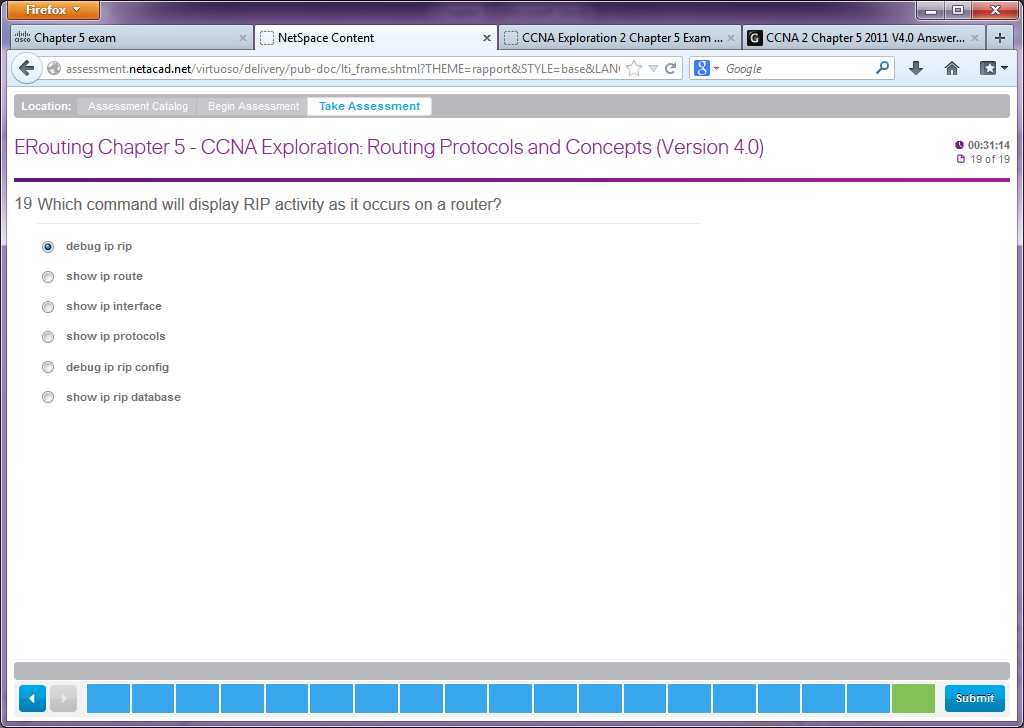 Firefox
Chapter 5 exam
NetSpace Content
CCNA Exploration 2 Chapter 5 Exam ...
G CCNA 2 Chapter 5 2011 V4.0 Answer...
assessment.netacad.net/virtuoso/delivery/pub-doc/lti_frame.shtml?THEME=rapport&STYLE=base&LAN
Google
Location: Assessment Catalog Begin Assessment Take Assessment
ERouting Chapter 5 - CCNA Exploration: Routing Protocols and Concepts (Version 4.0)
00:31:14
19 of 19
19 Which command will display RIP activity as it occurs on a router?
debug ip rip
show ip route
show ip interface
show ip protocols
debug ip rip config
show ip rip database
Submit